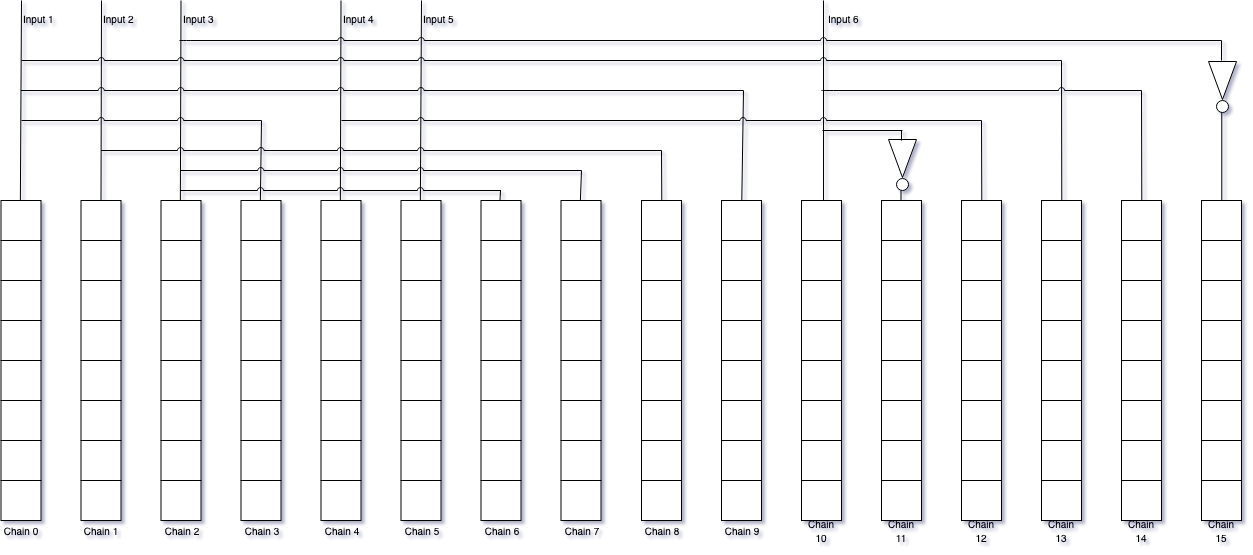 Input 1
Input 2
Input 3
Input 4
Input 5
Input 6
Chain 0
Chain 1
Chain 2
Chain 3
Chain 4
Chain 5
Chain 6
Chain 7
Chain 8
Chain 9
Chain
10
Chain
11
Chain
12
Chain
13
Chain
14
Chain
15